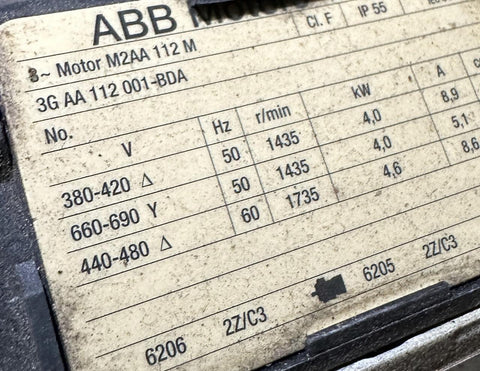 ABB Motors
Cl. F IP 55
3~ Motor M2AA 112 M
3G AA 112 001-BDA
No.
V Hz r/min kW A
380-420 Δ 50 1435 4,0 8,9
660-690 Y 50 1435 4,0 5,1
440-480 Δ 60 1735 4,6 8,6
6206 2Z/C3 6205 2Z/C3